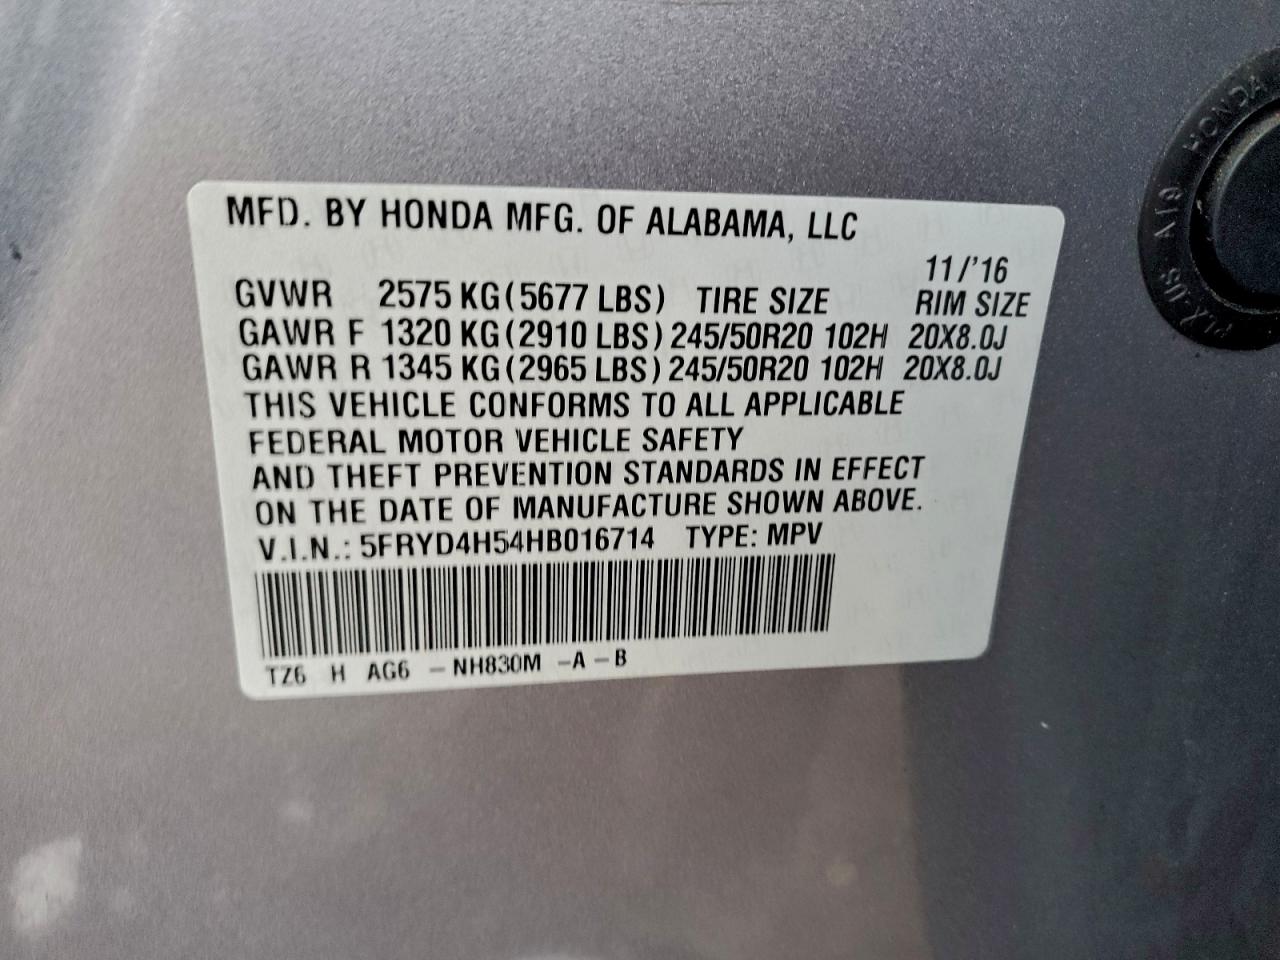 MFD. BY HONDA MFG. OF ALABAMA, LLC
11/'16
GVWR 2575 KG(5677 LBS) TIRE SIZE RIM SIZE
GAWR F 1320 KG(2910 LBS) 245/50R20 102H 20X8.0J
GAWR R 1345 KG(2965 LBS) 245/50R20 102H 20X8.0J
THIS VEHICLE CONFORMS TO ALL APPLICABLE
FEDERAL MOTOR VEHICLE SAFETY
AND THEFT PREVENTION STANDARDS IN EFFECT
ON THE DATE OF MANUFACTURE SHOWN ABOVE.
V.I.N.: 5FRYD4H54HB016714 TYPE: MPV
TZ6 H AG6 -NH830M -A-B
HONDA